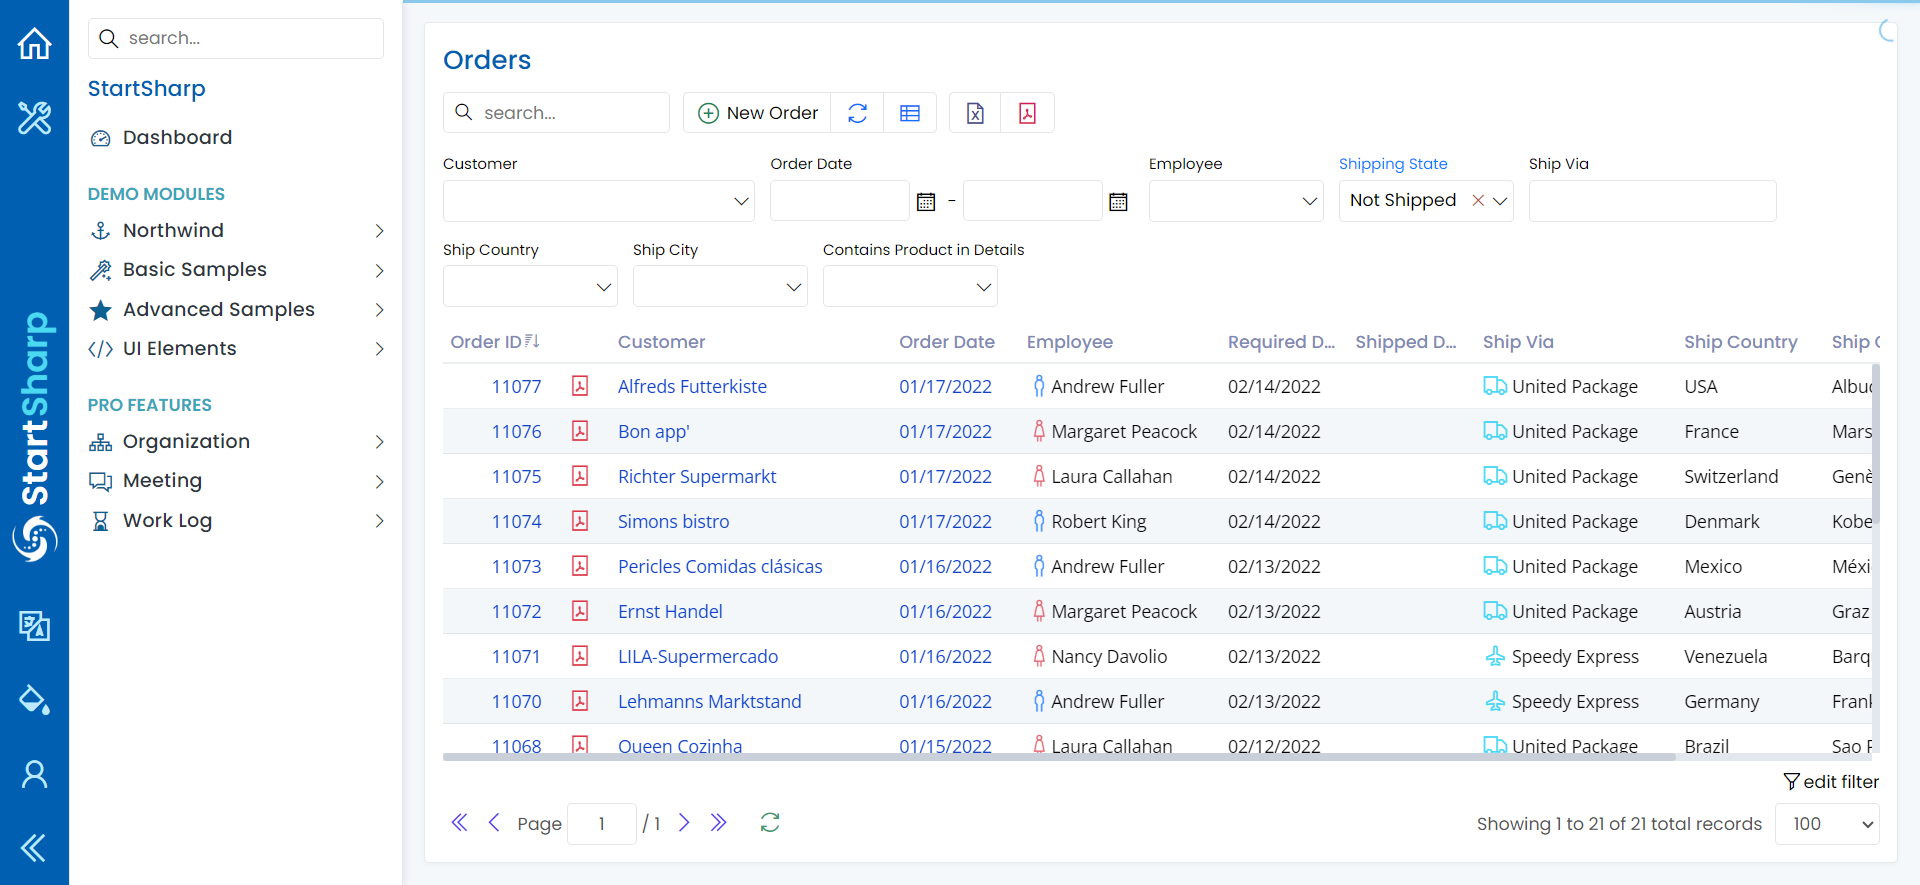 search...
StartSharp
Dashboard
DEMO MODULES
Northwind
Basic Samples
Advanced Samples
UI Elements
PRO FEATURES
Organization
Meeting
Work Log
StartSharp
Orders
search...
New Order
Customer Order Date Employee Shipping State Ship Via
- Not Shipped
Ship Country Ship City Contains Product in Details
Order ID Customer Order Date Employee Required D... Shipped D... Ship Via Ship Country Ship
11077 Alfreds Futterkiste 01/17/2022 Andrew Fuller 02/14/2022 United Package USA Albu
11076 Bon app' 01/17/2022 Margaret Peacock 02/14/2022 United Package France Mars
11075 Richter Supermarkt 01/17/2022 Laura Callahan 02/14/2022 United Package Switzerland Genè
11074 Simons bistro 01/17/2022 Robert King 02/14/2022 United Package Denmark Kobe
11073 Pericles Comidas clásicas 01/16/2022 Andrew Fuller 02/13/2022 United Package Mexico Méxi
11072 Ernst Handel 01/16/2022 Margaret Peacock 02/13/2022 United Package Austria Graz
11071 LILA-Supermercado 01/16/2022 Nancy Davolio 02/13/2022 Speedy Express Venezuela Barq
11070 Lehmanns Marktstand 01/16/2022 Andrew Fuller 02/13/2022 Speedy Express Germany Frank
11068 Queen Cozinha 01/15/2022 Laura Callahan 02/12/2022 United Package Brazil Sao
edit filter
Page 1 / 1
Showing 1 to 21 of 21 total records 100